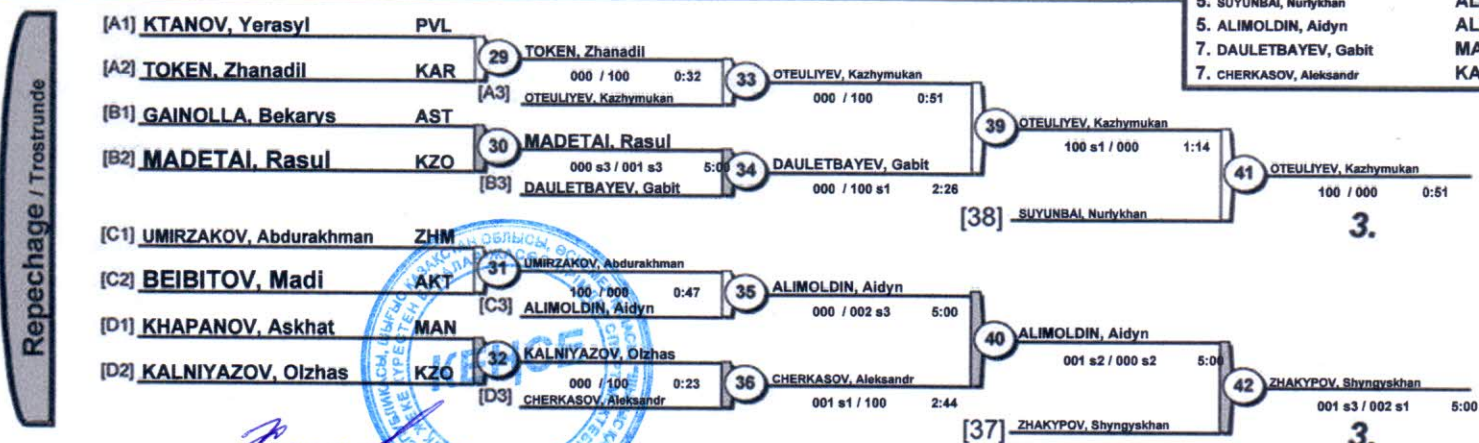 5. SUYUNBAI, Nurlykhan AL
5. ALIMOLDIN, Aidyn AL
7. DAULETBAYEV, Gabit MA
7. CHERKASOV, Aleksandr KA
Repechage / Trostrunde
[A1] KTANOV, Yerasyl PVL
[A2] TOKEN, Zhanadil KAR
29 TOKEN, Zhanadil
000 / 100 0:32
[A3] OTEULIYEV, Kazhymukan
33 OTEULIYEV, Kazhymukan
000 / 100 0:51
[B1] GAINOLLA, Bekarys AST
[B2] MADETAI, Rasul KZO
30 MADETAI, Rasul
000 s3 / 001 s3 5:00
[B3] DAULETBAYEV, Gabit
34 DAULETBAYEV, Gabit
000 / 100 s1 2:26
39 OTEULIYEV, Kazhymukan
100 s1 / 000 1:14
[38] SUYUNBAI, Nurlykhan
41 OTEULIYEV, Kazhymukan
100 / 000 0:51
3.
[C1] UMIRZAKOV, Abdurakhman ZHM
[C2] BEIBITOV, Madi AKT
31 UMIRZAKOV, Abdurakhman
100 / 000 0:47
[C3] ALIMOLDIN, Aidyn
35 ALIMOLDIN, Aidyn
000 / 002 s3 5:00
[D1] KHAPANOV, Askhat MAN
[D2] KALNIYAZOV, Olzhas KZO
32 KALNIYAZOV, Olzhas
000 / 100 0:23
[D3] CHERKASOV, Aleksandr
36 CHERKASOV, Aleksandr
001 s1 / 100 2:44
40 ALIMOLDIN, Aidyn
001 s2 / 000 s2 5:00
[37] ZHAKYPOV, Shyngyskhan
42 ZHAKYPOV, Shyngyskhan
001 s3 / 002 s1 5:00
3.
КЕҢСЕ